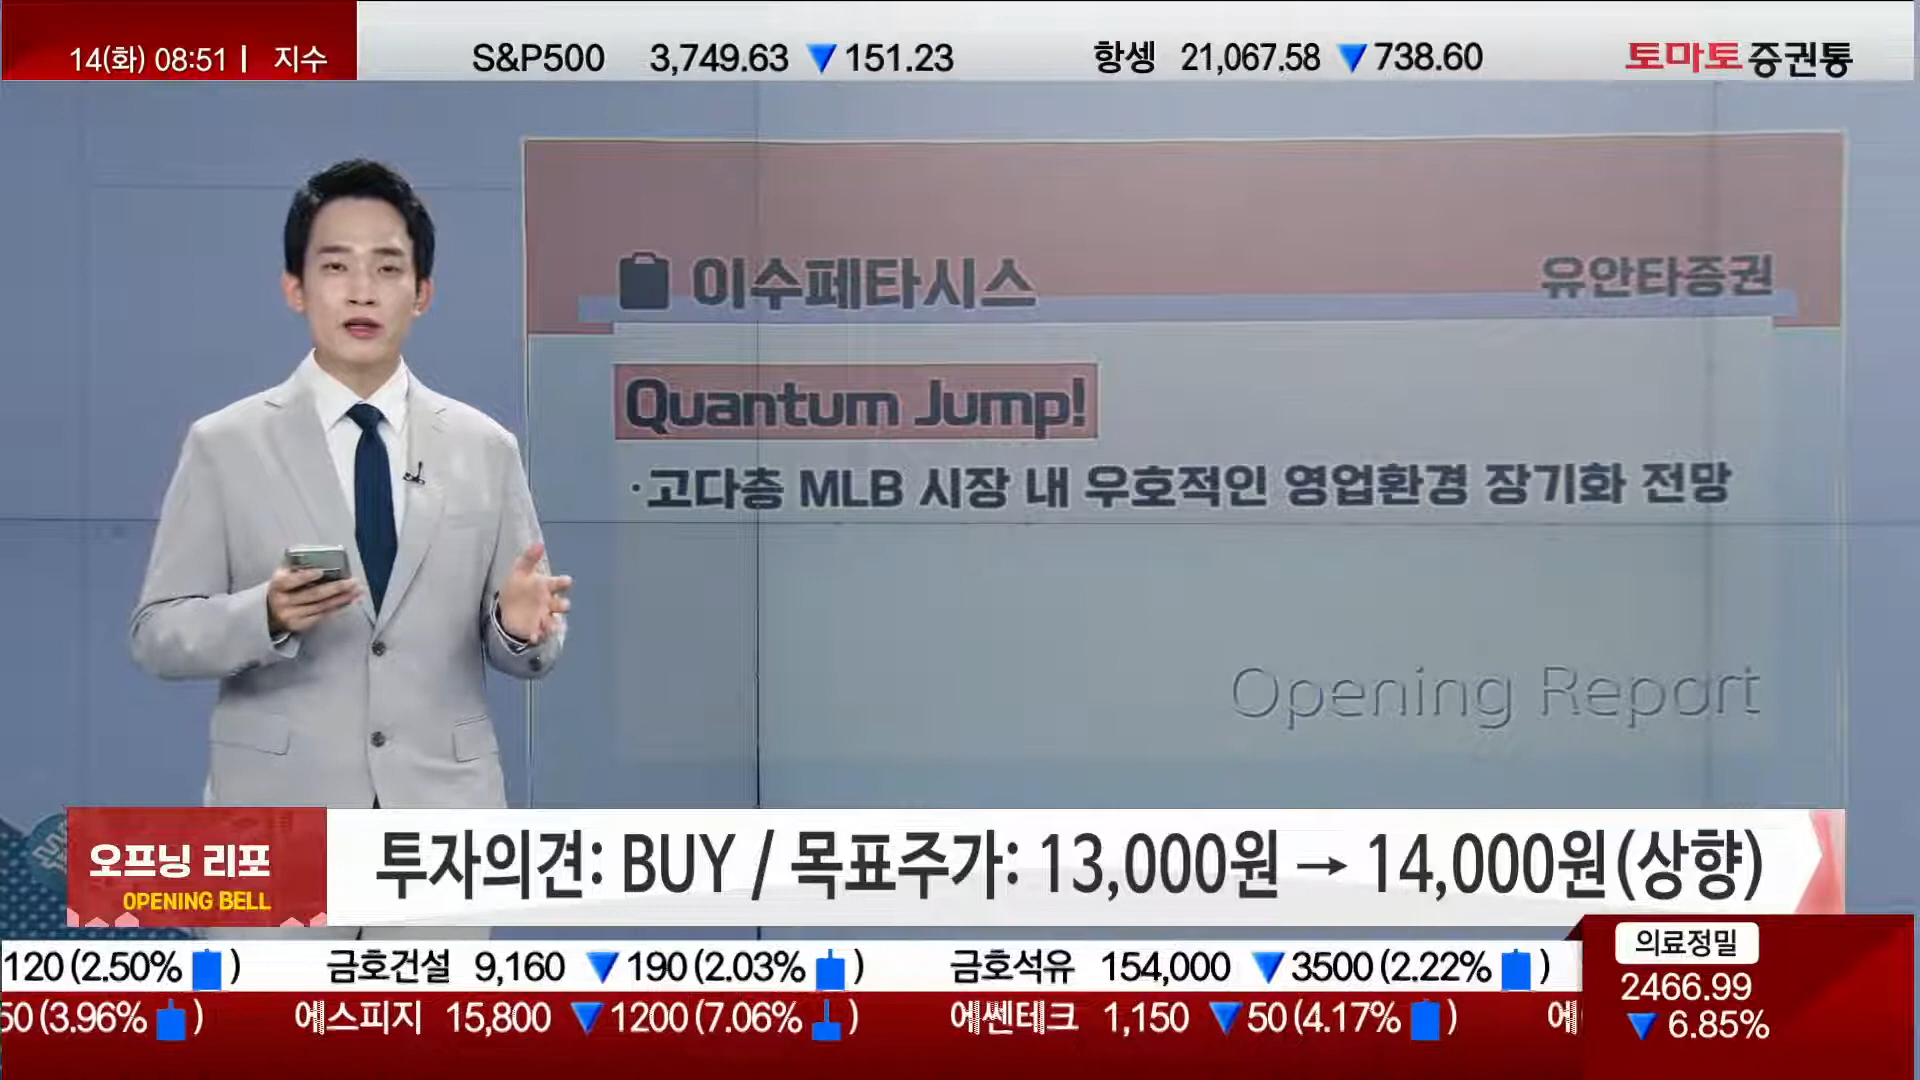 14(화) 08:51 | 지수
S&P500 3,749.63 ▼151.23 항셍 21,067.58 ▼738.60
토마토증권통
이수페타시스
유안타증권
Quantum Jump!
·고다층 MLB 시장 내 우호적인 영업환경 장기화 전망
Opening Report
오프닝 리포
OPENING BELL
투자의견: BUY / 목표주가: 13,000원 → 14,000원(상향)
120 (2.50% ) 금호건설 9,160 ▼190 (2.03% ) 금호석유 154,000 ▼3500 (2.22% )
50 (3.96% ) 에스피지 15,800 ▼1200 (7.06% ) 에쎈테크 1,150 ▼50 (4.17% )
의료정밀
2466.99
▼ 6.85%